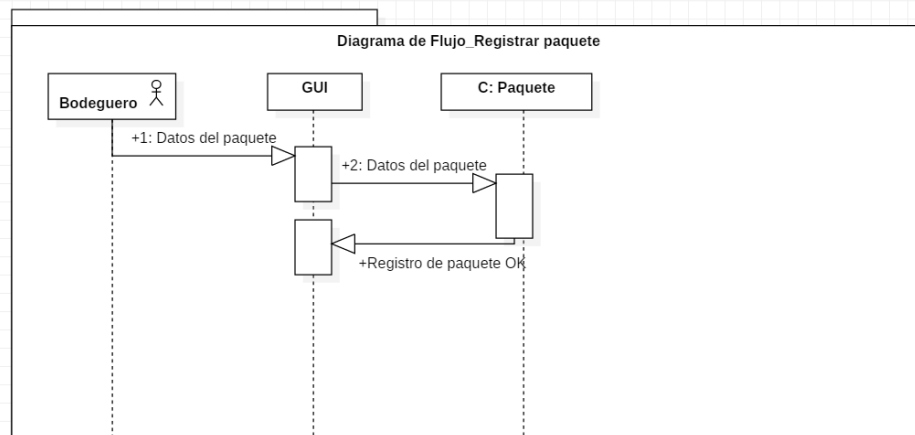 Diagrama de Flujo_Registrar paquete
Bodeguero
GUI
C: Paquete
+1: Datos del paquete
+2: Datos del paquete
+Registro de paquete OK